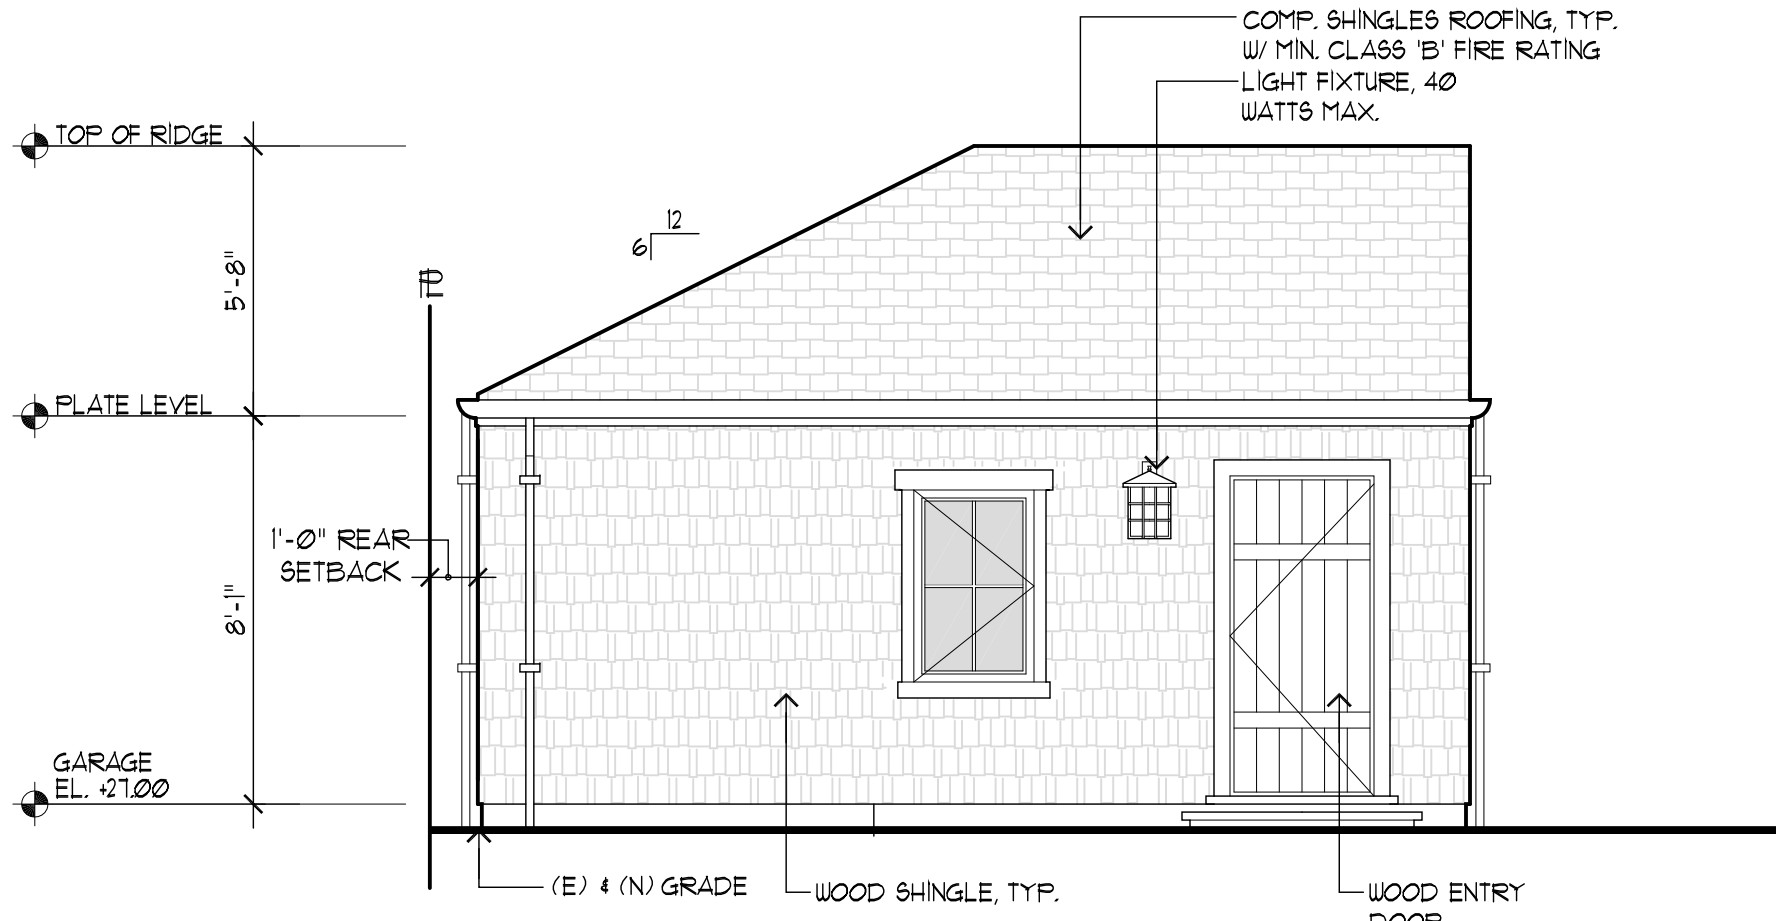 COMP. SHINGLES ROOFING, TYP.
W/ MIN. CLASS 'B' FIRE RATING
LIGHT FIXTURE, 40
WATTS MAX.
TOP OF RIDGE
12
6
5'-8"
PLATE LEVEL
1'-0" REAR
SETBACK
8'-1"
GARAGE
EL. +27.00
(E) & (N) GRADE
WOOD SHINGLE, TYP.
WOOD ENTRY
DOOR